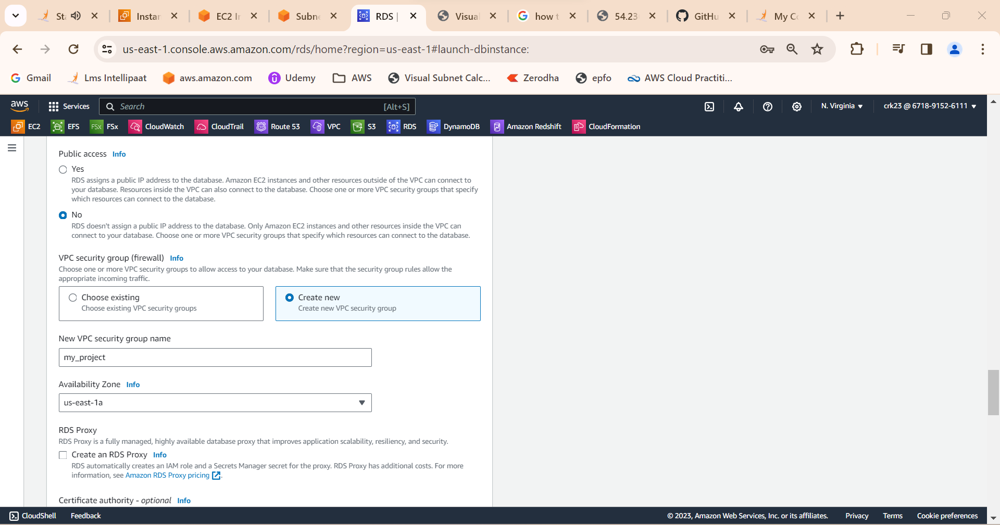 Sta
Instan
EC2 In
Subne
RDS |
Visual
how t
54.23
GitHu
My Co
us-east-1.console.aws.amazon.com/rds/home?region=us-east-1#launch-dbinstance:
Gmail
Lms Intellipaat
aws.amazon.com
Udemy
AWS
Visual Subnet Calc...
Zerodha
epfo
AWS Cloud Practiti...
aws
Services
Search
[Alt+S]
N. Virginia
crk23 @ 6718-9152-6111
EC2
EFS
FSx
FSx
CloudWatch
CloudTrail
Route 53
VPC
S3
RDS
DynamoDB
Amazon Redshift
CloudFormation
Public access Info
Yes
RDS assigns a public IP address to the database. Amazon EC2 instances and other resources outside of the VPC can connect to
your database. Resources inside the VPC can also connect to the database. Choose one or more VPC security groups that specify
which resources can connect to the database.
No
RDS doesn't assign a public IP address to the database. Only Amazon EC2 instances and other resources inside the VPC can
connect to your database. Choose one or more VPC security groups that specify which resources can connect to the database.
VPC security group (firewall) Info
Choose one or more VPC security groups to allow access to your database. Make sure that the security group rules allow the
appropriate incoming traffic.
Choose existing
Choose existing VPC security groups
Create new
Create new VPC security group
New VPC security group name
my_project
Availability Zone Info
us-east-1a
RDS Proxy
RDS Proxy is a fully managed, highly available database proxy that improves application scalability, resiliency, and security.
Create an RDS Proxy Info
RDS automatically creates an IAM role and a Secrets Manager secret for the proxy. RDS Proxy has additional costs. For more
information, see Amazon RDS Proxy pricing.
Certificate authority - optional Info
CloudShell
Feedback
© 2023, Amazon Web Services, Inc. or its affiliates.
Privacy
Terms
Cookie preferences